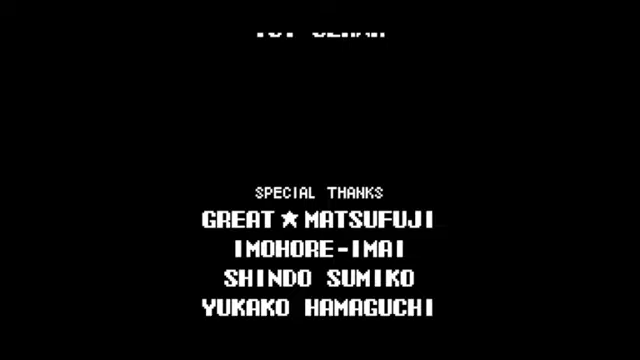 SPECIAL THANKS
GREAT★MATSUFUJI
IMOHORE-IMAI
SHINDO SUMIKO
YUKAKO HAMAGUCHI